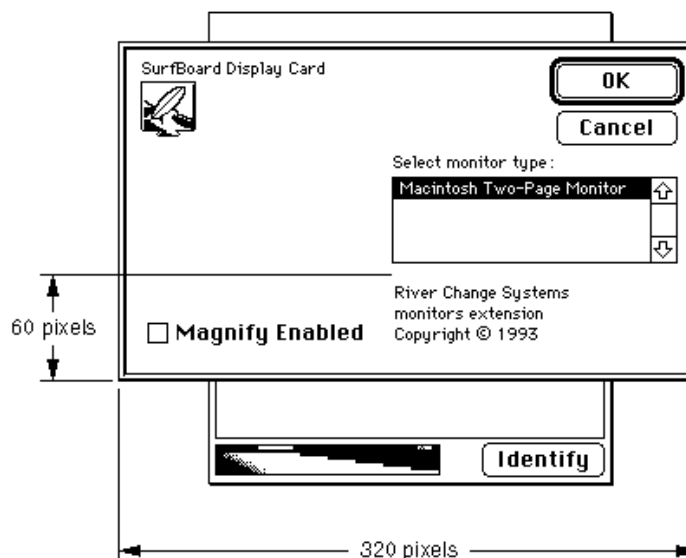 SurfBoard Display Card
OK
Cancel
Select monitor type:
Macintosh Two-Page Monitor
River Change Systems
monitors extension
Copyright © 1993
60 pixels
Magnify Enabled
Identify
320 pixels